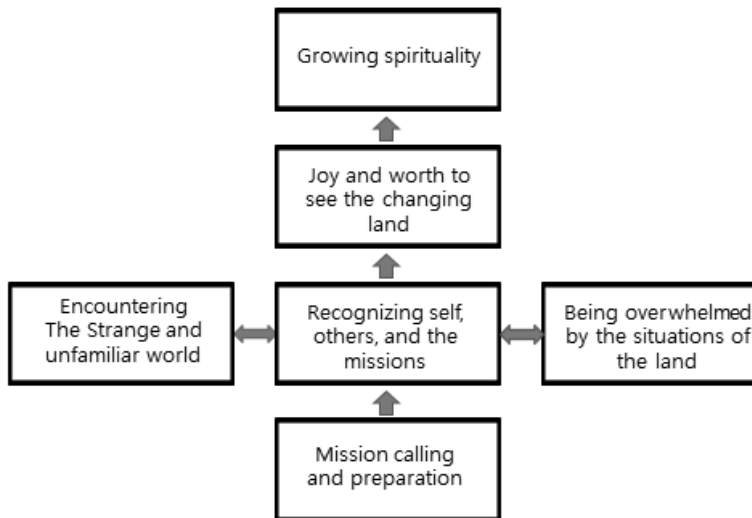 Growing spirituality
Joy and worth to
see the changing
land
Encountering
The Strange and
unfamiliar world
Recognizing self,
others, and the
missions
Being overwhelmed
by the situations of
the land
Mission calling
and preparation